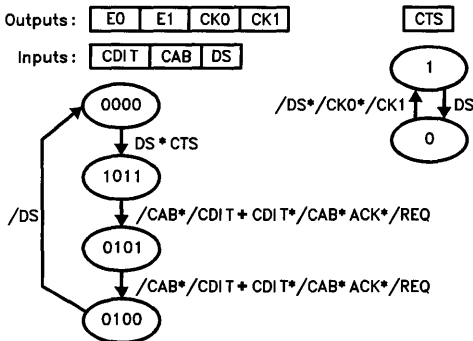 Outputs: E0 E1 CK0 CK1
CTS
Inputs: CDIT CAB DS
0000
1
/DS*/CK0*/CK1
DS
0
DS*CTS
1011
/CAB*/CDIT+CDIT*/CAB*ACK*/REQ
/DS
0101
/CAB*/CDIT+CDIT*/CAB*ACK*/REQ
0100